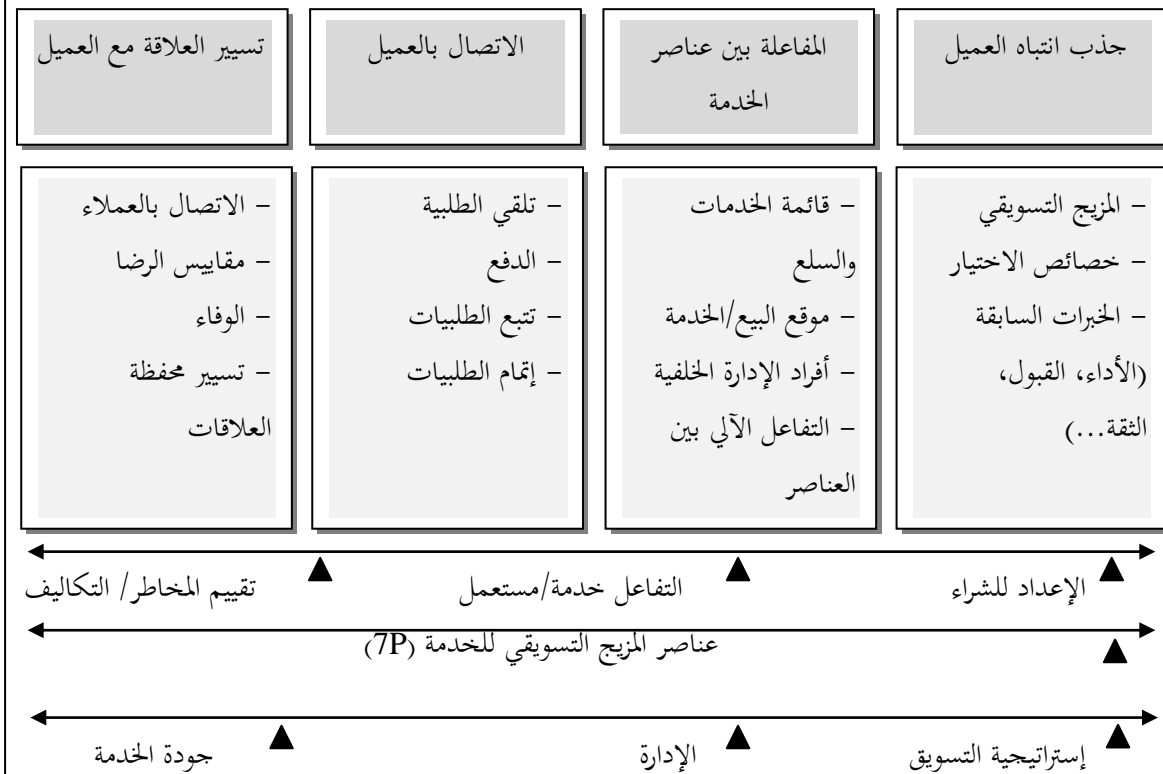 جذب انتباه العميل
المفاعلة بين عناصر
الخدمة
الاتصال بالعميل
تسيير العلاقة مع العميل
– المزيج التسويقي
– خصائص الاختيار
– الخبرات السابقة
(الأداء، القبول،
الثقة...)
– قائمة الخدمات
والسلع
– موقع البيع/الخدمة
– أفراد الإدارة الخلفية
– التفاعل الآلي بين
العناصر
– تلقي الطلبية
– الدفع
– تتبع الطلبيات
– إتمام الطلبيات
– الاتصال بالعملاء
– مقاييس الرضا
– الوفاء
– تسيير محفظة
العلاقات
الإعداد للشراء
التفاعل خدمة/مستعمل
تقييم المخاطر/ التكاليف
عناصر المزيج التسويقي للخدمة (7P)
إستراتيجية التسويق
الإدارة
جودة الخدمة